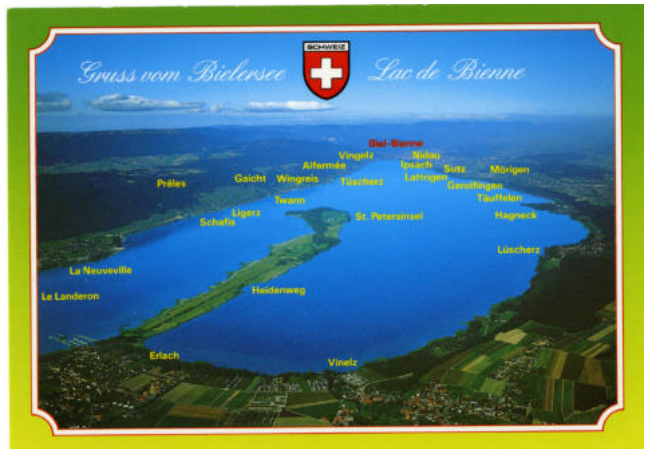 SCHWEIZ
Gruss vom Bielersee
Lac de Bienne
Biel-Bienne
Vingelz
Nidau
Alfermée
Ipsach
Sutz
Mörigen
Prêles
Gaicht
Wingreis
Tüscherz
Lattrigen
Gerolfingen
Twann
Täuffelen
Ligerz
St. Petersinsel
Hagneck
Schafis
Lüscherz
La Neuveville
Le Landeron
Heidenweg
Erlach
Vinelz